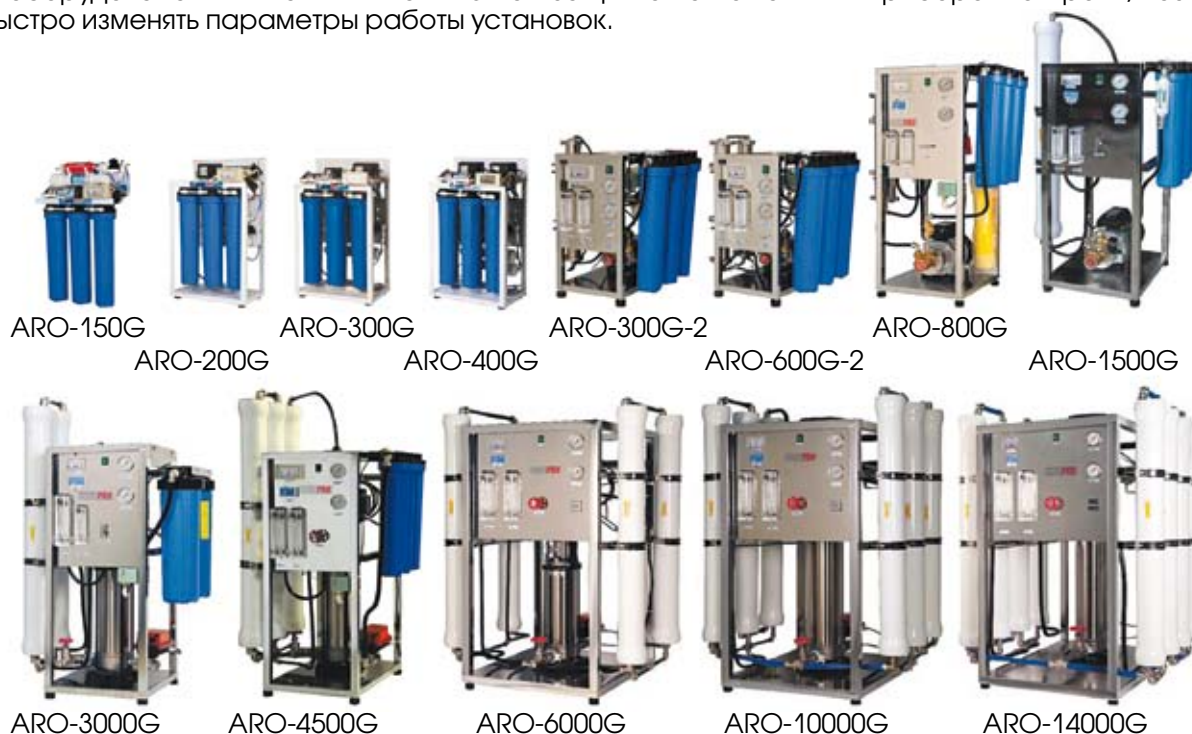 быстро изменять параметры работы установок.
ARO-150G
ARO-300G
ARO-300G-2
ARO-800G
ARO-200G
ARO-400G
ARO-600G-2
ARO-1500G
ARO-3000G
ARO-4500G
ARO-6000G
ARO-10000G
ARO-14000G